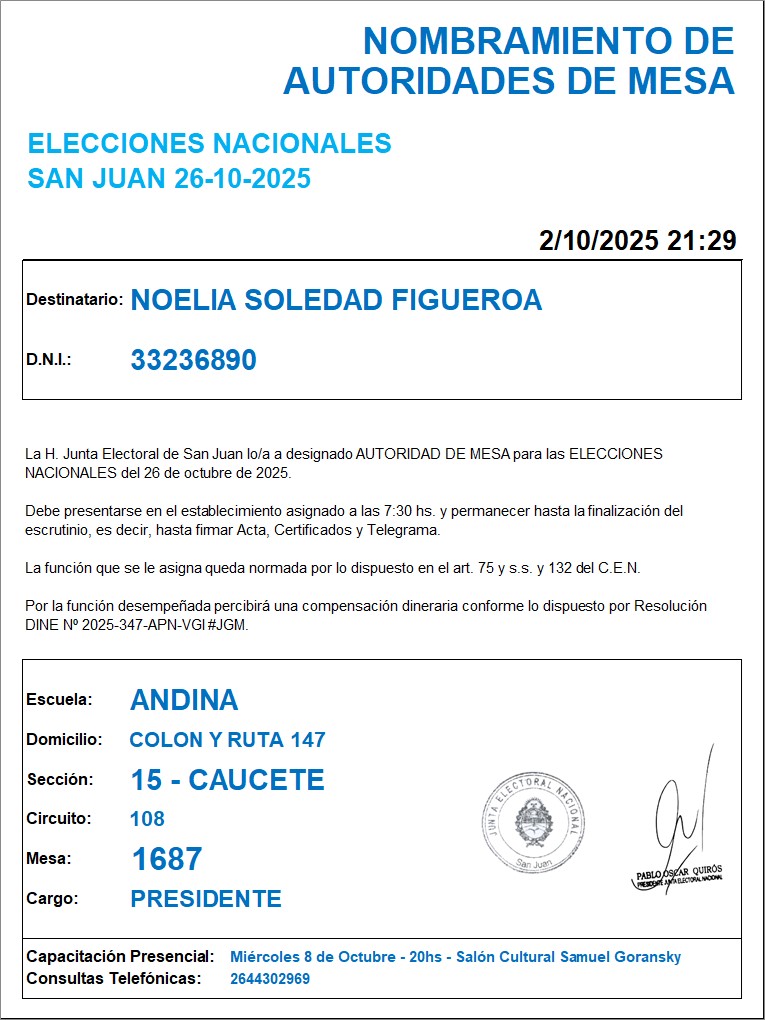 NOMBRAMIENTO DE
AUTORIDADES DE MESA
ELECCIONES NACIONALES
SAN JUAN 26-10-2025
2/10/2025 21:29
Destinatario: NOELIA SOLEDAD FIGUEROA
D.N.I.: 33236890
La H. Junta Electoral de San Juan lo/a a designado AUTORIDAD DE MESA para las ELECCIONES
NACIONALES del 26 de octubre de 2025.
Debe presentarse en el establecimiento asignado a las 7:30 hs. y permanecer hasta la finalización del
escrutinio, es decir, hasta firmar Acta, Certificados y Telegrama.
La función que se le asigna queda normada por lo dispuesto en el art. 75 y s.s. y 132 del C.E.N.
Por la función desempeñada percibirá una compensación dineraria conforme lo dispuesto por Resolución
DINE Nº 2025-347-APN-VGI#JGM.
Escuela: ANDINA
Domicilio: COLON Y RUTA 147
Sección: 15 - CAUCETE
Circuito: 108
Mesa: 1687
Cargo: PRESIDENTE
JUNTA ELECTORAL NACIONAL
San Juan
PABLO OSCAR QUIRÓS
PRESIDENTE JUNTA ELECTORAL NACIONAL
Capacitación Presencial: Miércoles 8 de Octubre - 20hs - Salón Cultural Samuel Goransky
Consultas Telefónicas: 2644302969